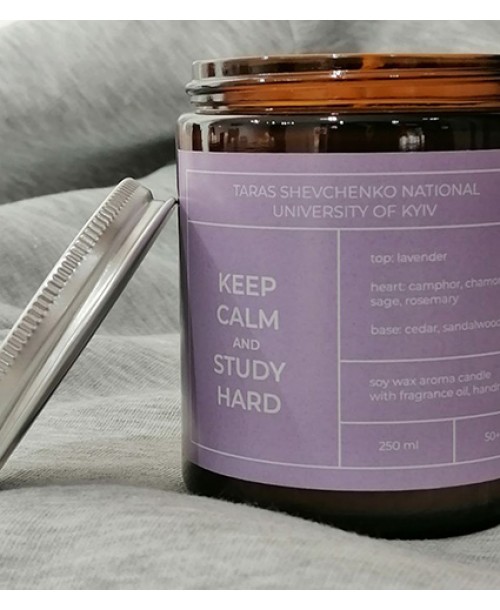 TARAS SHEVCHENKO NATIONAL
UNIVERSITY OF KYIV
KEEP
CALM
AND
STUDY
HARD
top: lavender
heart: camphor,
sage, rosemary
base: cedar, sandalwood
soy wax aroma candle
with fragrance oil,
250 ml